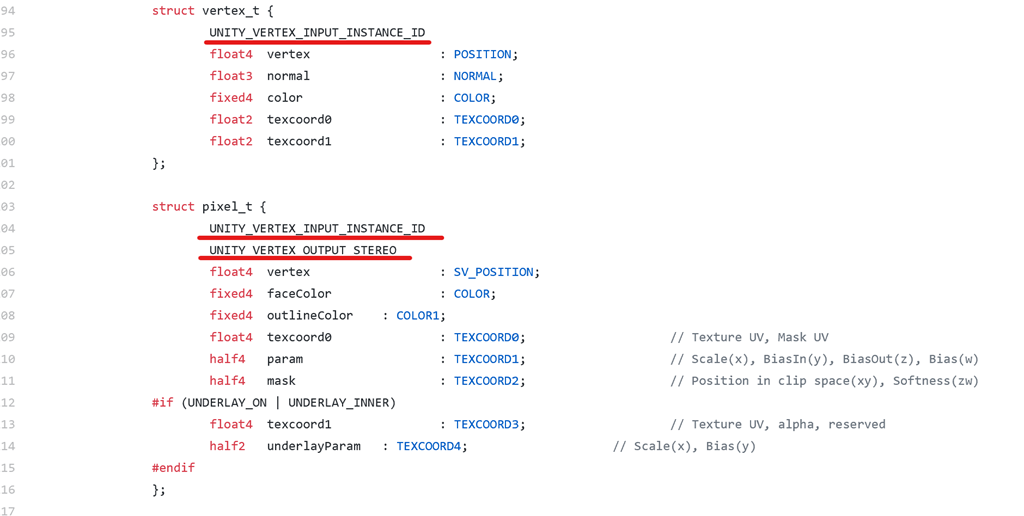 94 struct vertex_t {
95 UNITY_VERTEX_INPUT_INSTANCE_ID
96 float4 vertex : POSITION;
97 float3 normal : NORMAL;
98 fixed4 color : COLOR;
99 float2 texcoord0 : TEXCOORD0;
00 float2 texcoord1 : TEXCOORD1;
01 };
02
03 struct pixel_t {
04 UNITY_VERTEX_INPUT_INSTANCE_ID
05 UNITY_VERTEX_OUTPUT_STEREO
06 float4 vertex : SV_POSITION;
07 fixed4 faceColor : COLOR;
08 fixed4 outlineColor : COLOR1;
09 float4 texcoord0 : TEXCOORD0; // Texture UV, Mask UV
10 half4 param : TEXCOORD1; // Scale(x), BiasIn(y), BiasOut(z), Bias(w)
11 half4 mask : TEXCOORD2; // Position in clip space(xy), Softness(zw)
12 #if (UNDERLAY_ON | UNDERLAY_INNER)
13 float4 texcoord1 : TEXCOORD3; // Texture UV, alpha, reserved
14 half2 underlayParam : TEXCOORD4; // Scale(x), Bias(y)
15 #endif
16 };
17